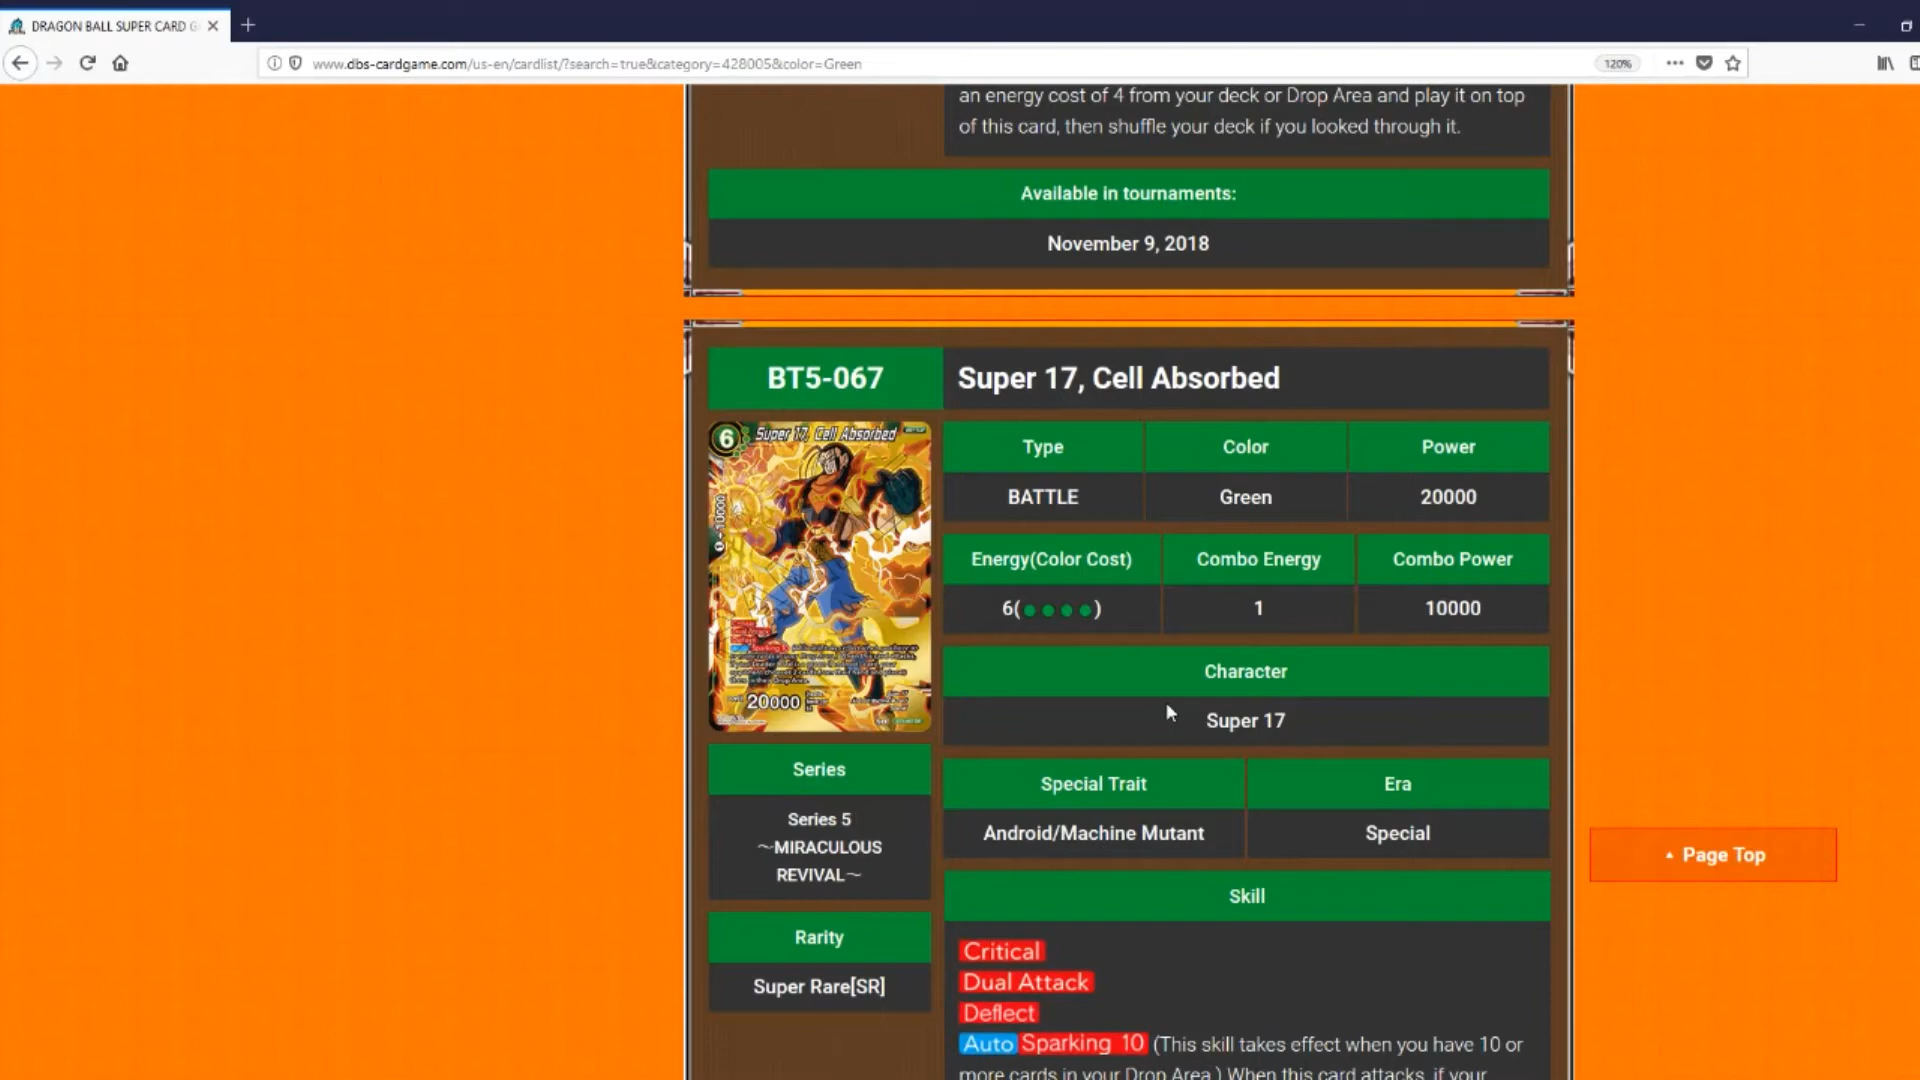 DRAGON BALL SUPER CARD G
www.dbs-cardgame.com/us-en/cardlist/?search=true&category=428005&color=Green
120%
an energy cost of 4 from your deck or Drop Area and play it on top
of this card, then shuffle your deck if you looked through it.
Available in tournaments:
November 9, 2018
BT5-067
Super 17, Cell Absorbed
6
Super 17, Cell Absorbed
20000
Type
Color
Power
BATTLE
Green
20000
Energy(Color Cost)
Combo Energy
Combo Power
6(●●●●)
1
10000
Character
Super 17
Series
Special Trait
Era
Series 5
〜MIRACULOUS
REVIVAL〜
Android/Machine Mutant
Special
Page Top
Skill
Rarity
Super Rare[SR]
Critical
Dual Attack
Deflect
Auto Sparking 10 (This skill takes effect when you have 10 or
more cards in your Drop Area.) When this card attacks, if your